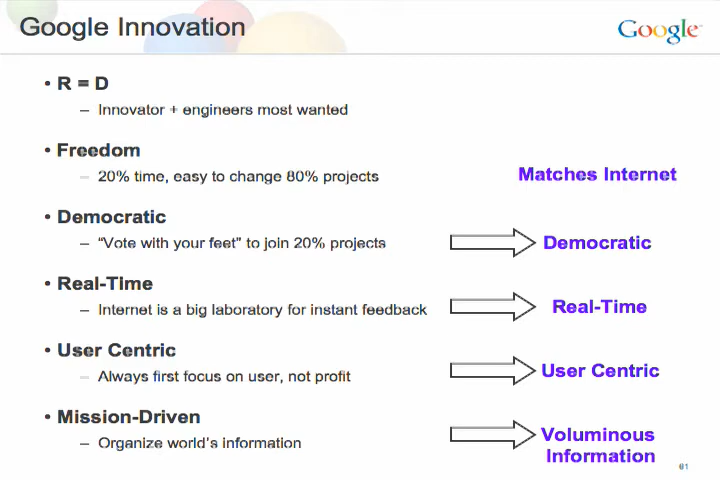 Google Innovation
Google
• R = D
– Innovator + engineers most wanted
• Freedom
– 20% time, easy to change 80% projects
Matches Internet
• Democratic
– "Vote with your feet" to join 20% projects
Democratic
• Real-Time
– Internet is a big laboratory for instant feedback
Real-Time
• User Centric
– Always first focus on user, not profit
User Centric
• Mission-Driven
– Organize world's information
Voluminous
Information
61